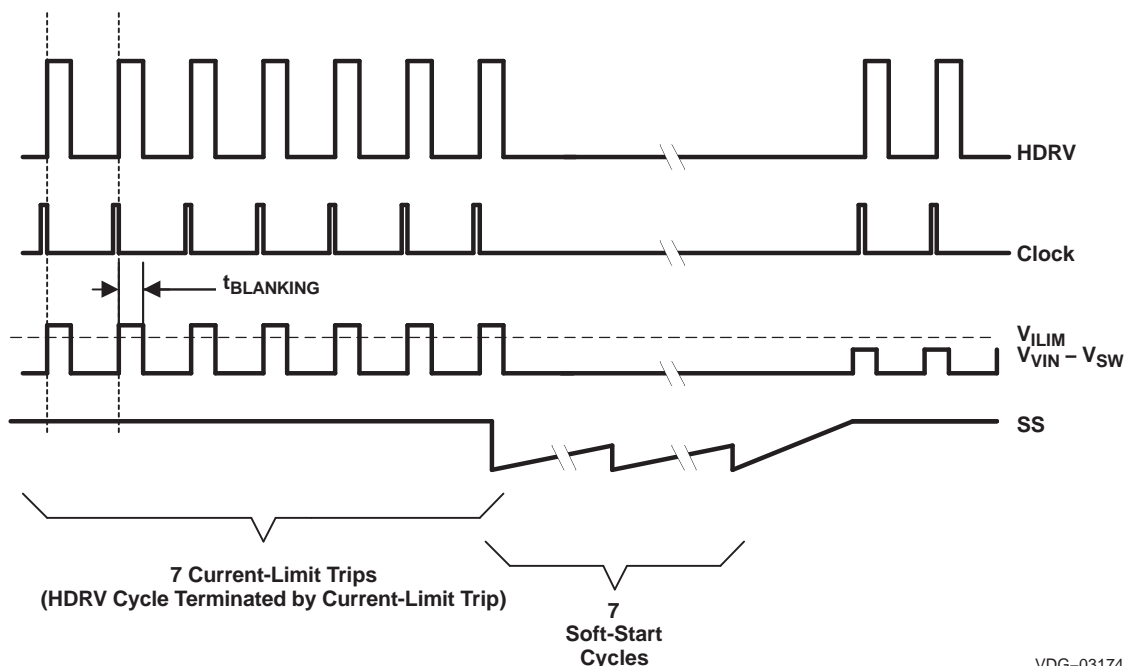 HDRV
Clock
tBLANKING
VILIM
VVIN – VSW
SS
7 Current-Limit Trips
(HDRV Cycle Terminated by Current-Limit Trip)
7
Soft-Start
Cycles
VDG–03174